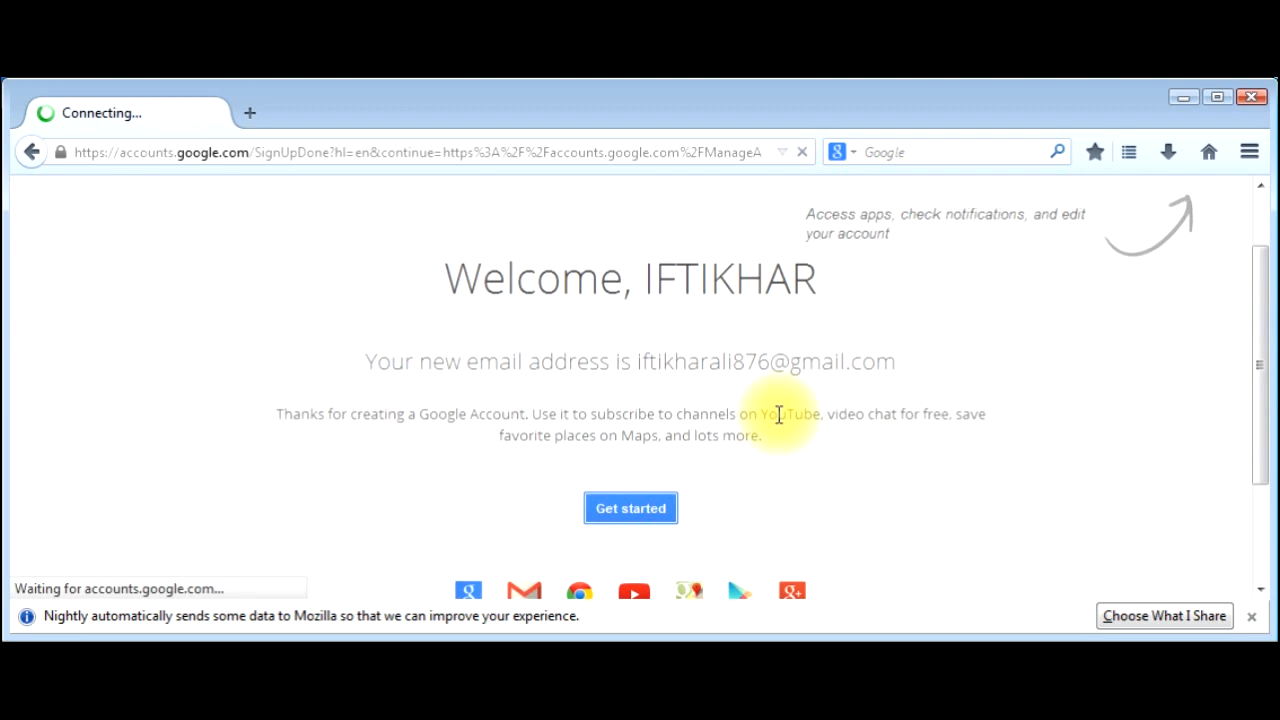 Connecting...
https://accounts.google.com/SignUpDone?hl=en&continue=https%3A%2F%2Faccounts.google.com%2FManageA
Google
Access apps, check notifications, and edit
your account
Welcome, IFTIKHAR
Your new email address is iftikharali876@gmail.com
Thanks for creating a Google Account. Use it to subscribe to channels on YouTube, video chat for free, save
favorite places on Maps, and lots more.
Get started
Waiting for accounts.google.com...
Nightly automatically sends some data to Mozilla so that we can improve your experience.
Choose What I Share